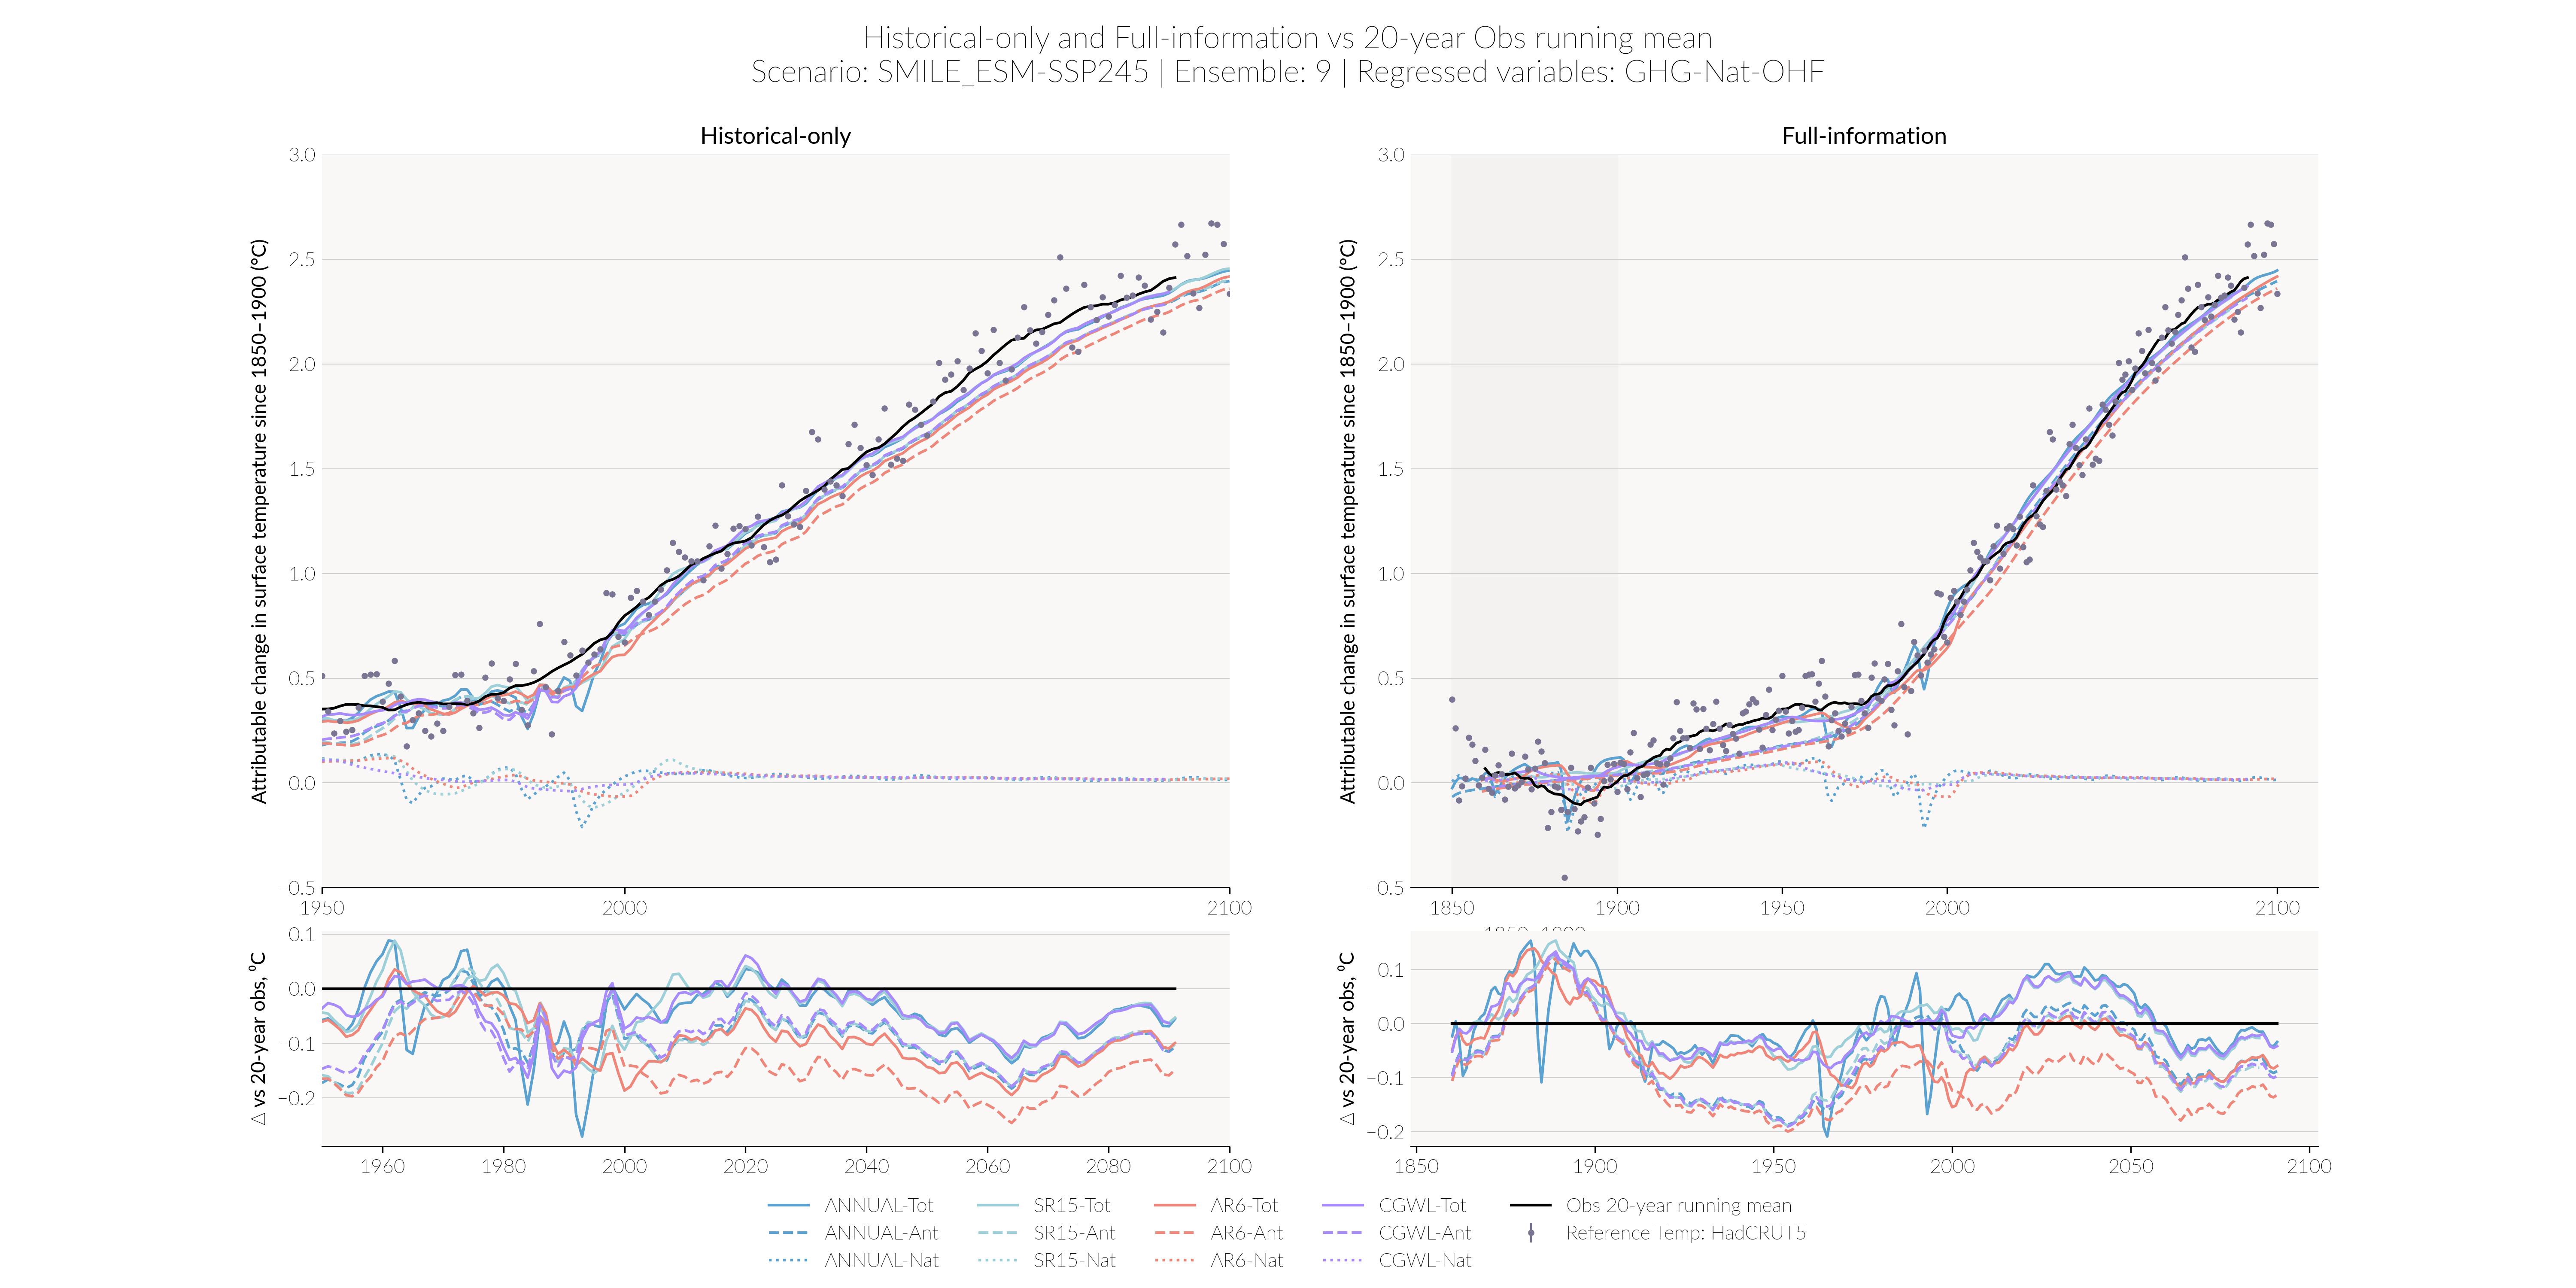 Historical-only and Full-information vs 20-year Obs running mean
Scenario: SMILE_ESM-SSP245 | Ensemble: 9 | Regressed variables: GHG-Nat-OHF
Historical-only
Attributable change in surface temperature since 1850–1900 (°C)
3.0
2.5
2.0
1.5
1.0
0.5
0.0
−0.5
1950 2000 2100
Full-information
Attributable change in surface temperature since 1850–1900 (°C)
3.0
2.5
2.0
1.5
1.0
0.5
0.0
−0.5
1850 1900 1950 2000 2100
△ vs 20-year obs, °C
0.1
0.0
−0.1
−0.2
1960 1980 2000 2020 2040 2060 2080 2100
△ vs 20-year obs, °C
0.1
0.0
−0.1
−0.2
1850 1900 1950 2000 2050 2100
ANNUAL-Tot SR15-Tot AR6-Tot CGWL-Tot Obs 20-year running mean
ANNUAL-Ant SR15-Ant AR6-Ant CGWL-Ant Reference Temp: HadCRUT5
ANNUAL-Nat SR15-Nat AR6-Nat CGWL-Nat